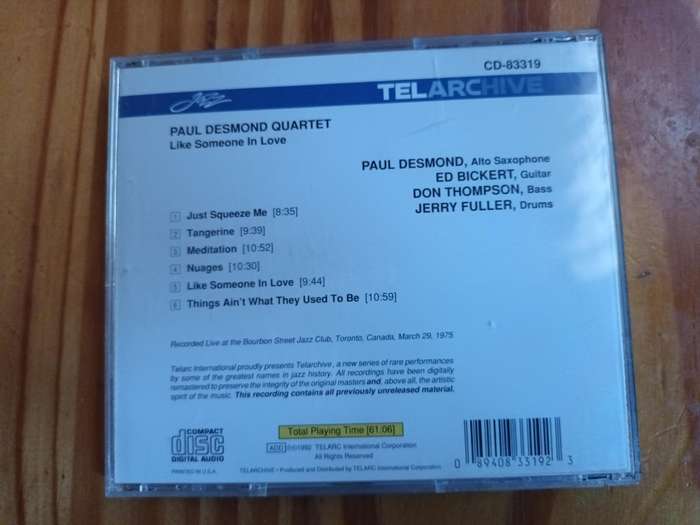 CD-83319
Jazz
TELARCHIVE
PAUL DESMOND QUARTET
Like Someone In Love
PAUL DESMOND, Alto Saxophone
ED BICKERT, Guitar
DON THOMPSON, Bass
JERRY FULLER, Drums
1 Just Squeeze Me [8:35]
2 Tangerine [9:39]
3 Meditation [10:52]
4 Nuages [10:30]
5 Like Someone In Love [9:44]
6 Things Ain't What They Used To Be [10:59]
Recorded Live at the Bourbon Street Jazz Club, Toronto, Canada, March 29, 1975
Telarc International proudly presents Telarchive, a new series of rare performances
by some of the greatest names in jazz history. All recordings have been digitally
remastered to preserve the integrity of the original masters and, above all, the artistic
spirit of the music. This recording contains all previously unreleased material.
COMPACT
disc
DIGITAL AUDIO
PRINTED IN U.S.A.
Total Playing Time [61:06]
ADD ℗©1992 TELARC International Corporation
All Rights Reserved
TELARCHIVE • Produced and Distributed by TELARC International Corporation
0 89408 33192 3